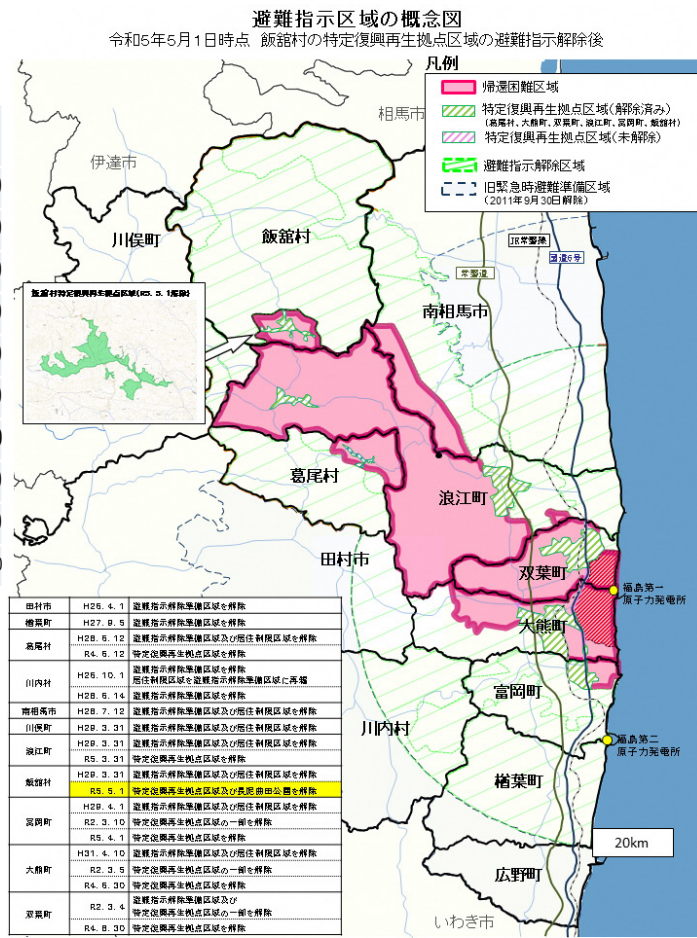 避難指示区域の概念図
令和5年5月1日時点 飯舘村の特定復興再生拠点区域の避難指示解除後
凡例
帰還困難区域
特定復興再生拠点区域(解除済み)
(葛尾村、大熊町、双葉町、浪江町、富岡町、飯舘村)
特定復興再生拠点区域(未解除)
避難指示解除区域
旧緊急時避難準備区域
(2011年9月30日解除)
相馬市
伊達市
川俣町
飯舘村
JR常磐線
国道6号
常磐道
飯舘村特定復興再生拠点区域(R5.5.1解除)
南相馬市
葛尾村
浪江町
田村市
双葉町
福島第一
原子力発電所
大熊町
富岡町
川内村
福島第二
原子力発電所
楢葉町
20km
広野町
いわき市
田村市 H26.4.1 避難指示解除準備区域を解除
楢葉町 H27.9.5 避難指示解除準備区域を解除
葛尾村 H28.6.12 避難指示解除準備区域及び居住制限区域を解除
R4.6.12 特定復興再生拠点区域を解除
川内村 H26.10.1 避難指示解除準備区域を解除
居住制限区域を避難指示解除準備区域に再編
H28.6.14 避難指示解除準備区域を解除
南相馬市 H28.7.12 避難指示解除準備区域及び居住制限区域を解除
川俣町 H29.3.31 避難指示解除準備区域及び居住制限区域を解除
浪江町 H29.3.31 避難指示解除準備区域及び居住制限区域を解除
R5.3.31 特定復興再生拠点区域を解除
飯舘村 H29.3.31 避難指示解除準備区域及び居住制限区域を解除
R5.5.1 特定復興再生拠点区域及び長泥曲田公園を解除
富岡町 H29.4.1 避難指示解除準備区域及び居住制限区域を解除
R2.3.10 特定復興再生拠点区域の一部を解除
R5.4.1 特定復興再生拠点区域を解除
大熊町 H31.4.10 避難指示解除準備区域及び居住制限区域を解除
R2.3.5 特定復興再生拠点区域の一部を解除
R4.6.30 特定復興再生拠点区域を解除
双葉町 R2.3.4 避難指示解除準備区域及び
特定復興再生拠点区域の一部を解除
R4.8.30 特定復興再生拠点区域を解除